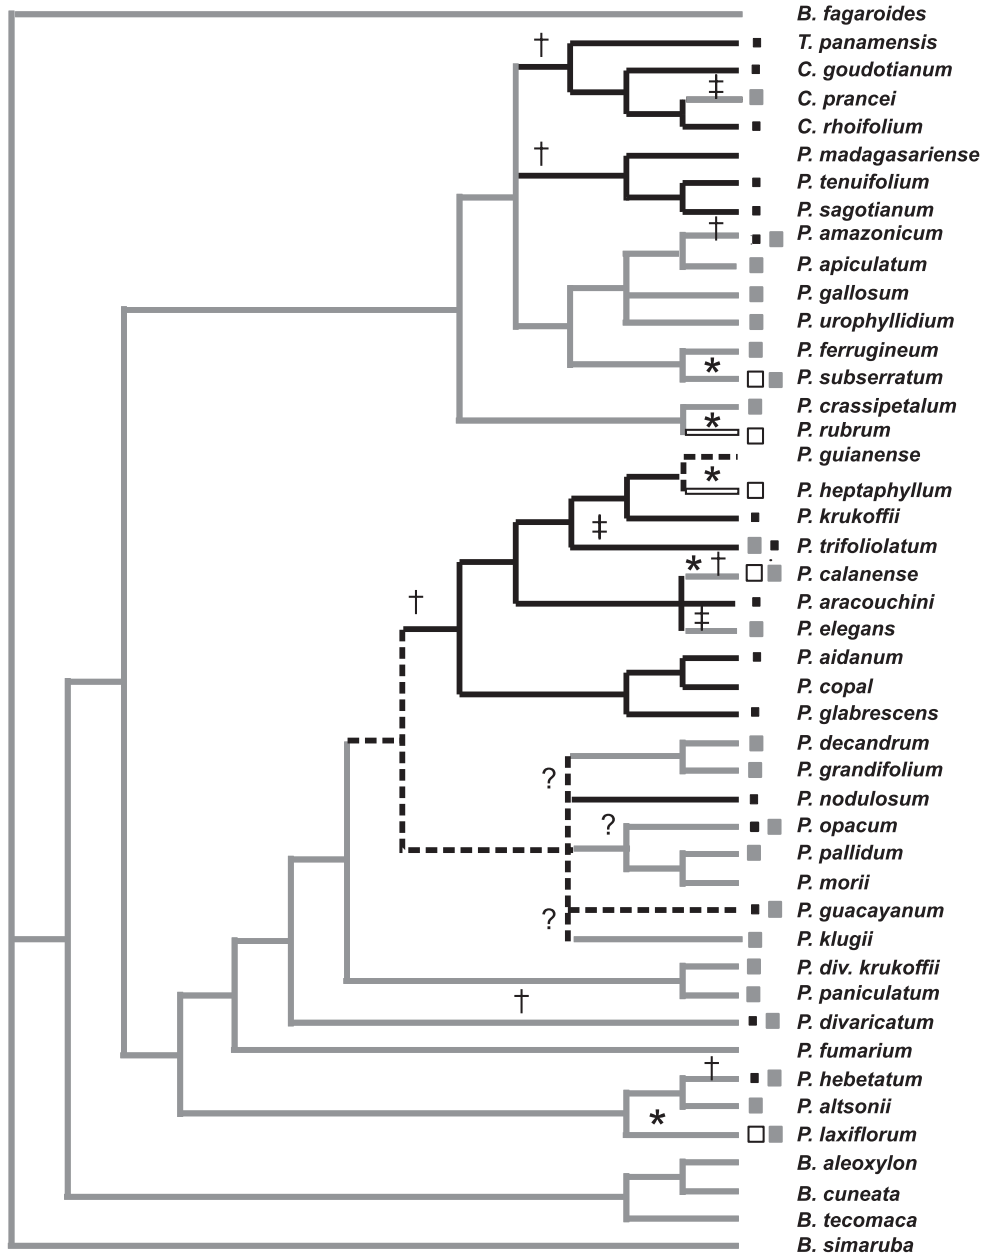 B. fagaroides
†
T. panamensis
C. goudotianum
‡
C. prancei
C. rhoifolium
†
P. madagasariense
P. tenuifolium
P. sagotianum
†
P. amazonicum
P. apiculatum
P. gallosum
P. urophyllidium
P. ferrugineum
*
P. subserratum
P. crassipetalum
*
P. rubrum
P. guianense
*
P. heptaphyllum
P. krukoffii
‡
P. trifoliolatum
* †
P. calanense
†
P. aracouchini
‡
P. elegans
P. aidanum
P. copal
P. glabrescens
P. decandrum
?
P. grandifolium
P. nodulosum
?
P. opacum
P. pallidum
P. morii
P. guacayanum
?
P. klugii
P. div. krukoffii
P. paniculatum
†
P. divaricatum
P. fumarium
†
P. hebetatum
P. altsonii
*
P. laxiflorum
B. aleoxylon
B. cuneata
B. tecomaca
B. simaruba